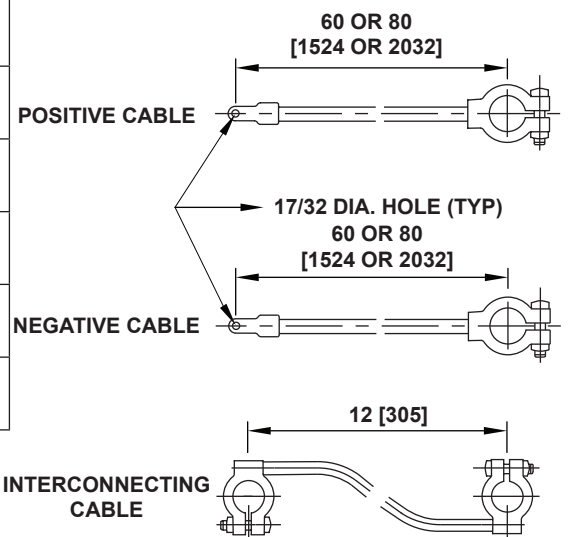 60 OR 80
[1524 OR 2032]
POSITIVE CABLE
17/32 DIA. HOLE (TYP)
60 OR 80
[1524 OR 2032]
NEGATIVE CABLE
12 [305]
INTERCONNECTING
CABLE